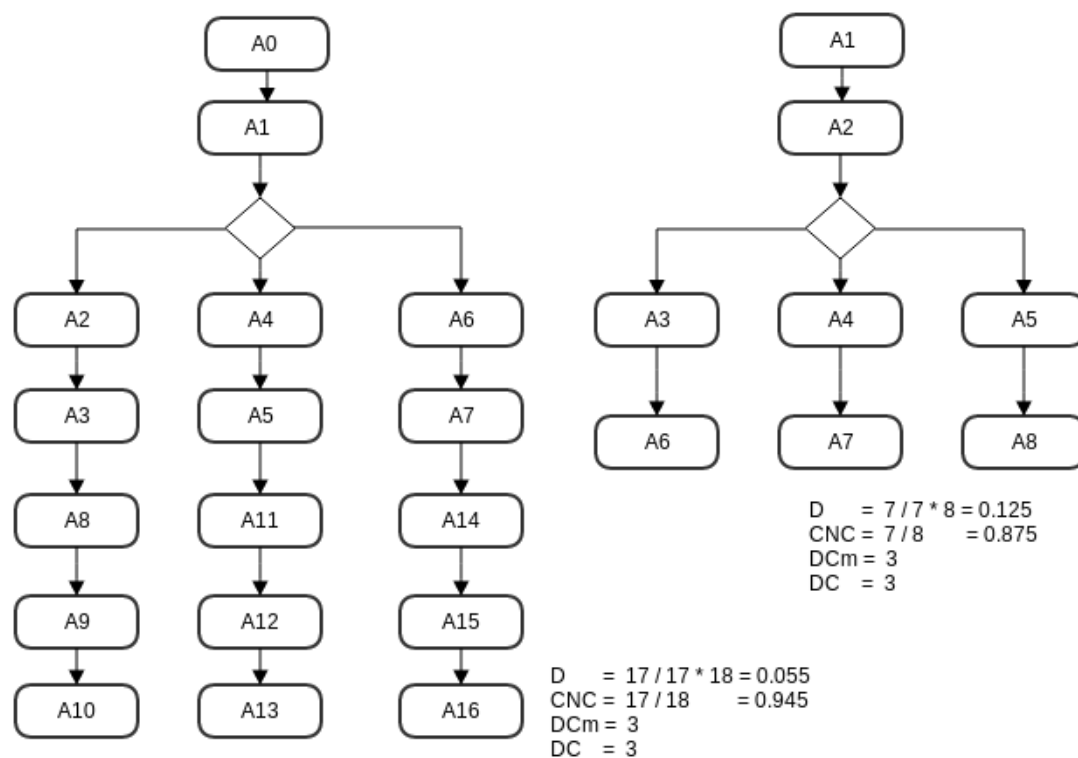 A0
A1
A2
A4
A6
A3
A5
A7
A8
A11
A14
A9
A12
A15
A10
A13
A16
D = 17 / 17 * 18 = 0.055
CNC = 17 / 18 = 0.945
DCm = 3
DC = 3
A1
A2
A3
A4
A5
A6
A7
A8
D = 7 / 7 * 8 = 0.125
CNC = 7 / 8 = 0.875
DCm = 3
DC = 3